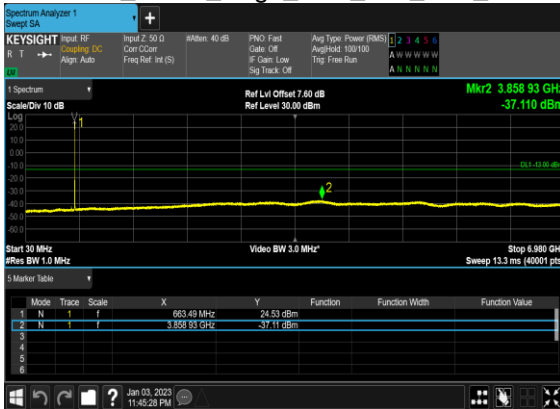 Spectrum Analyzer 1
Swept SA
+
KEYSIGHT Input: RF Input Z: 50 Ω #Atten: 40 dB PNO: Fast Avg Type: Power (RMS) 1 2 3 4 5 6
R T Coupling: DC Corr CCorr Gate: Off Avg|Hold: 100/100 A W W W W W
Align: Auto Freq Ref: Int (S) IF Gain: Low Trig: Free Run
Sig Track: Off A N N N N N
1 Spectrum Ref Lvl Offset 7.60 dB Mkr2 3.858 93 GHz
Scale/Div 10 dB Ref Level 30.00 dBm -37.110 dBm
Log
20.0 1
10.0
0.00
-10.0 DL1 -13.00 dBm
-20.0
-30.0 2
-40.0
-50.0
-60.0
Start 30 MHz Video BW 3.0 MHz* Stop 6.980 GHz
#Res BW 1.0 MHz Sweep 13.3 ms (40001 pts)
5 Marker Table
Mode Trace Scale X Y Function Function Width Function Value
1 N 1 f 663.49 MHz 24.53 dBm
2 N 1 f 3.858 93 GHz -37.11 dBm
3
4
5
6
? Jan 03, 2023
11:45:28 PM